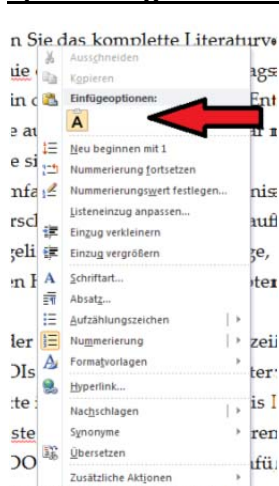 n Sie das komplette Literaturve
Ausschneiden
Kopieren
Einfügeoptionen:
A
Neu beginnen mit 1
Nummerierung fortsetzen
Nummerierungswert festlegen...
Listeneinzug anpassen...
Einzug verkleinern
Einzug vergrößern
Schriftart...
Absatz...
Aufzählungszeichen
Nummerierung
Formatvorlagen
Hyperlink...
Nachschlagen
Synonyme
Übersetzen
Zusätzliche Aktionen